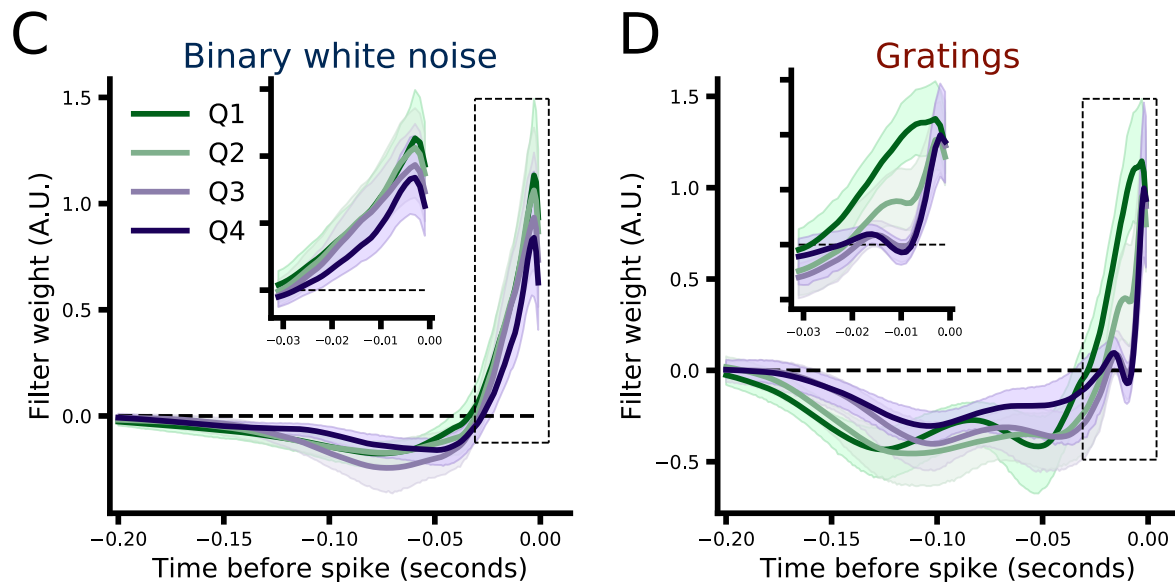 C
Binary white noise
Filter weight (A.U.)
1.5
1.0
0.5
0.0
Q1
Q2
Q3
Q4
−0.03
−0.02
−0.01
0.00
−0.20
−0.15
−0.10
−0.05
0.00
Time before spike (seconds)
D
Gratings
Filter weight (A.U.)
1.5
1.0
0.5
0.0
−0.5
−0.03
−0.02
−0.01
0.00
−0.20
−0.15
−0.10
−0.05
0.00
Time before spike (seconds)